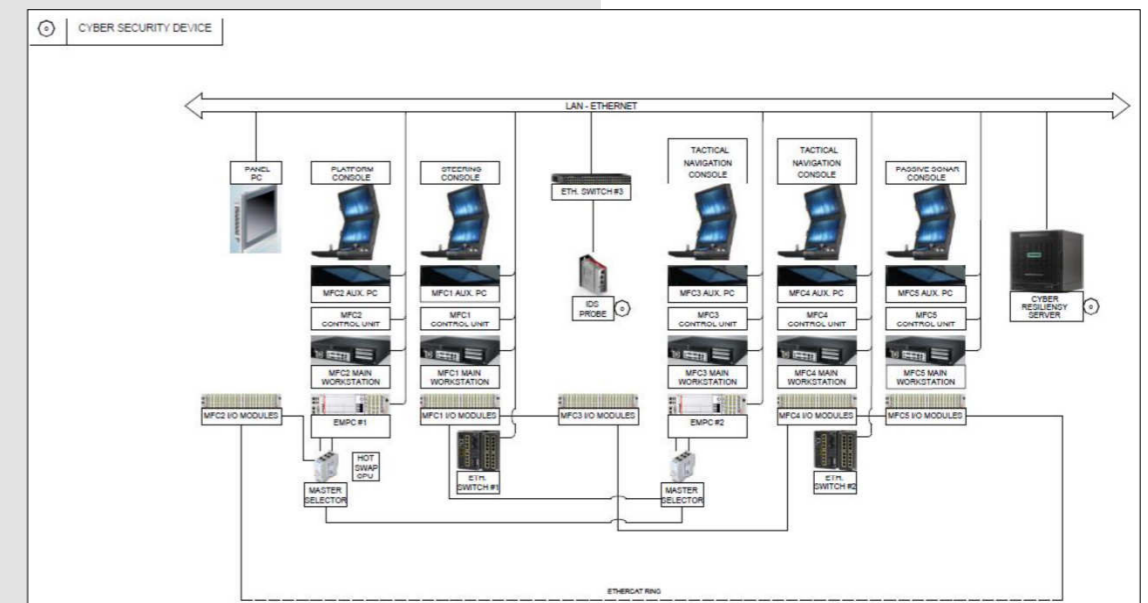 CYBER SECURITY DEVICE
LAN - ETHERNET
PANEL
PC
PLATFORM
CONSOLE
STEERING
CONSOLE
ETH. SWITCH #3
TACTICAL
NAVIGATION
CONSOLE
TACTICAL
NAVIGATION
CONSOLE
PASSIVE SONAR
CONSOLE
MFC2 AUX. PC
MFC1 AUX. PC
IDS
PROBE
MFC3 AUX. PC
MFC4 AUX. PC
MFC5 AUX. PC
CYBER
RESILIENCY
SERVER
MFC2
CONTROL UNIT
MFC1
CONTROL UNIT
MFC3
CONTROL UNIT
MFC4
CONTROL UNIT
MFC5
CONTROL UNIT
MFC2 MAIN
WORKSTATION
MFC1 MAIN
WORKSTATION
MFC3 MAIN
WORKSTATION
MFC4 MAIN
WORKSTATION
MFC5 MAIN
WORKSTATION
MFC2 I/O MODULES
EMPC #1
MFC1 I/O MODULES
MFC3 I/O MODULES
EMPC #2
MFC4 I/O MODULES
MFC5 I/O MODULES
HOT
SWAP
CPU
MASTER
SELECTOR
ETH.
SWITCH #1
MASTER
SELECTOR
ETH.
SWITCH #2
ETHERCAT RING